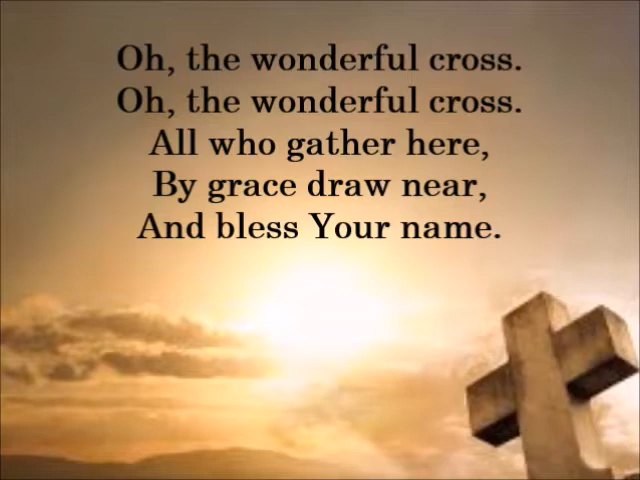 Oh, the wonderful cross.
Oh, the wonderful cross.
All who gather here,
By grace draw near,
And bless Your name.